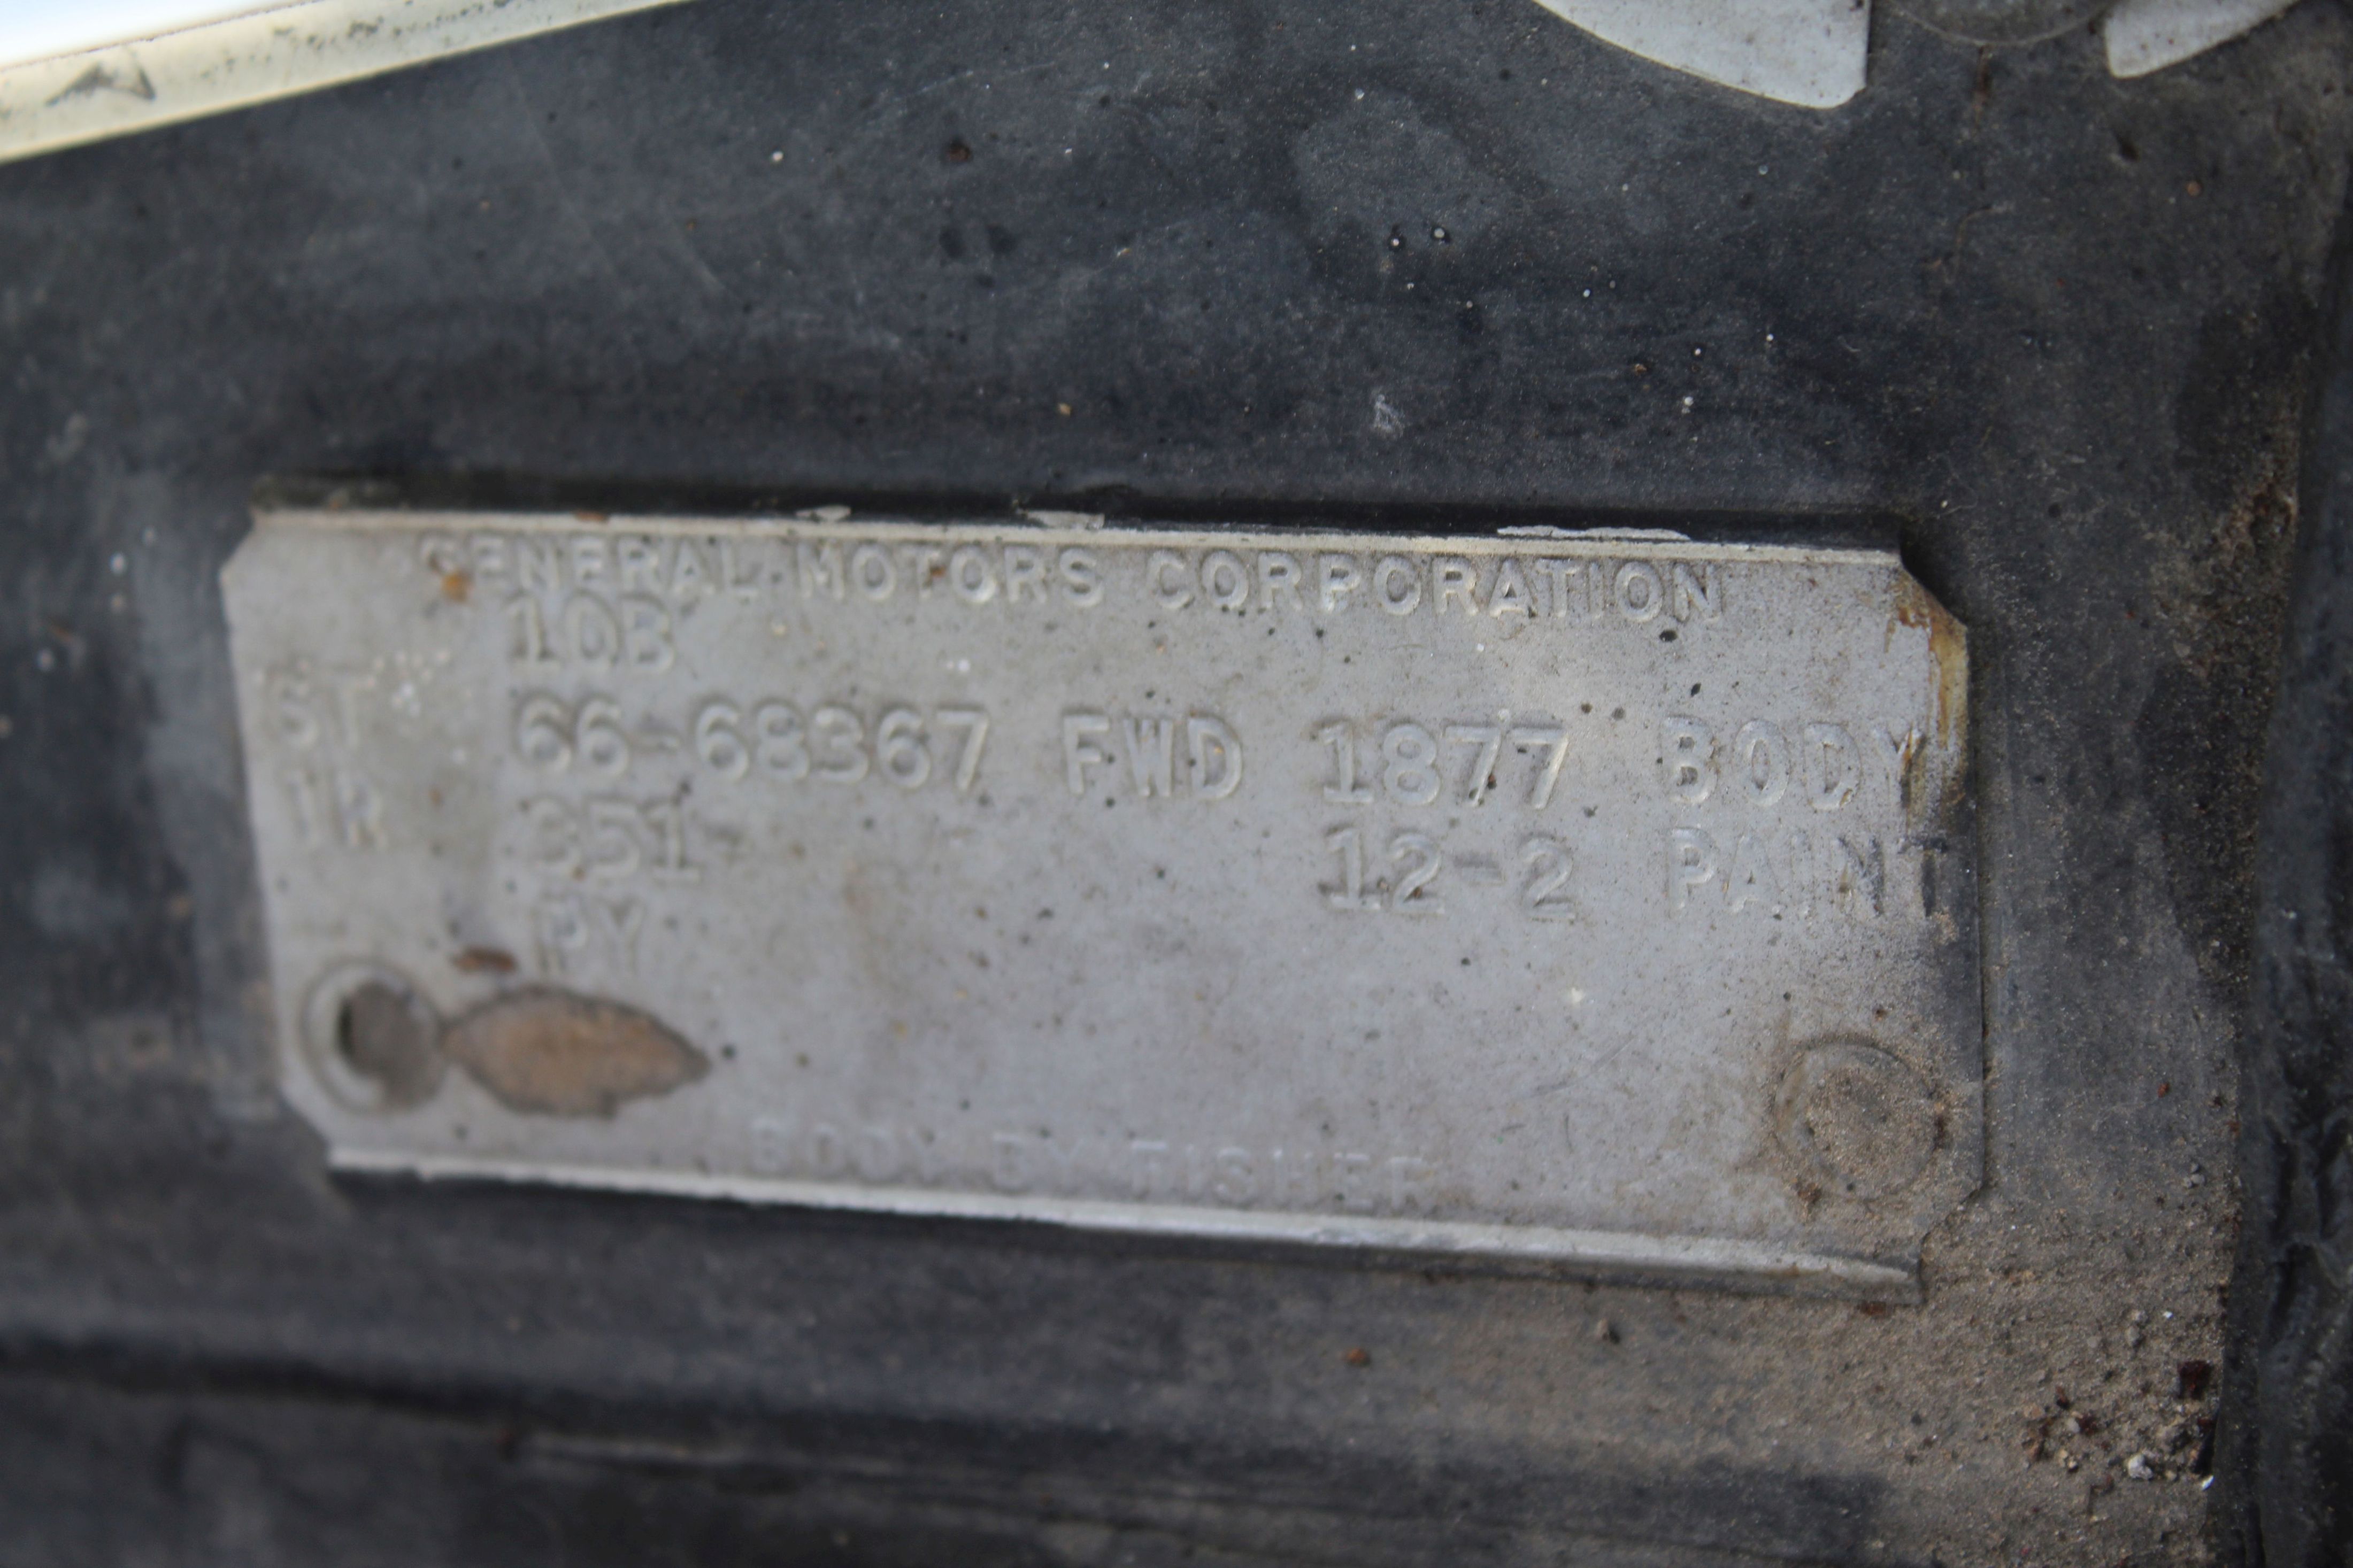 GENERAL MOTORS CORPORATION
10B
ST 66-68367 FWD 1877 BODY
TR 351 12-2 PAINT
PY
BODY BY FISHER